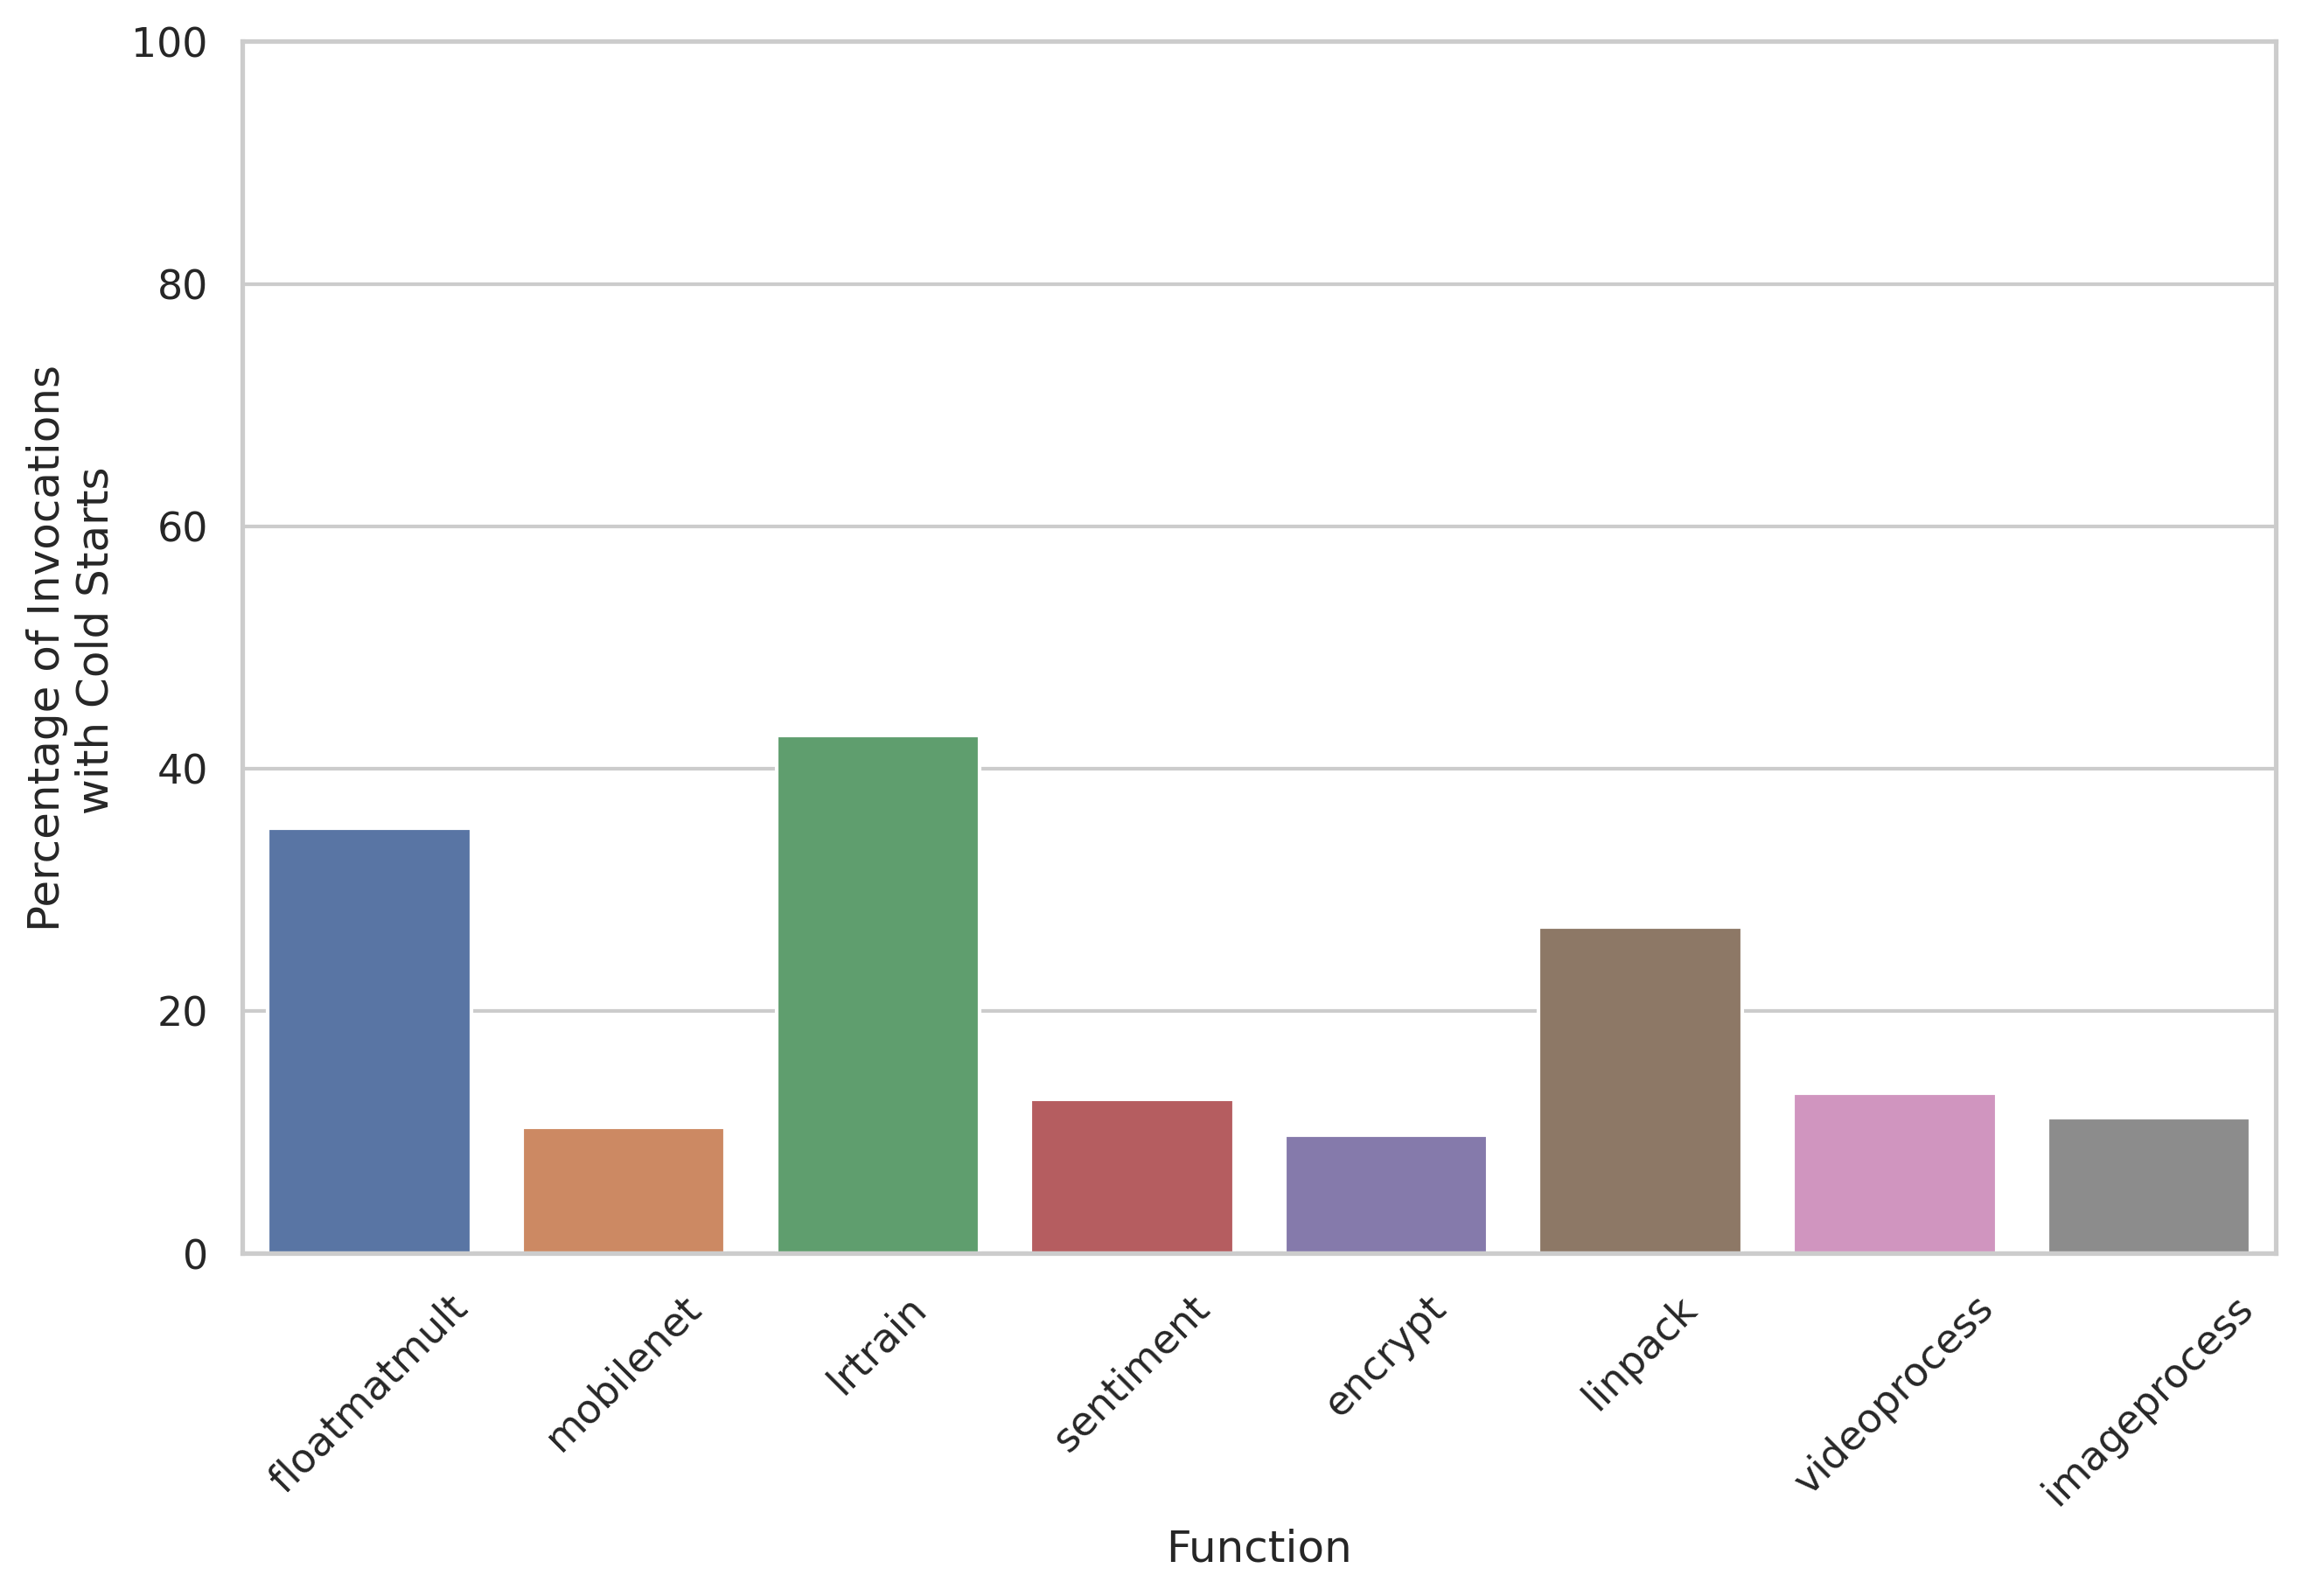 Percentage of Invocations
with Cold Starts
100
80
60
40
20
0
floatmatmult
mobilenet
lrtrain
sentiment
encrypt
linpack
videoprocess
imageprocess
Function